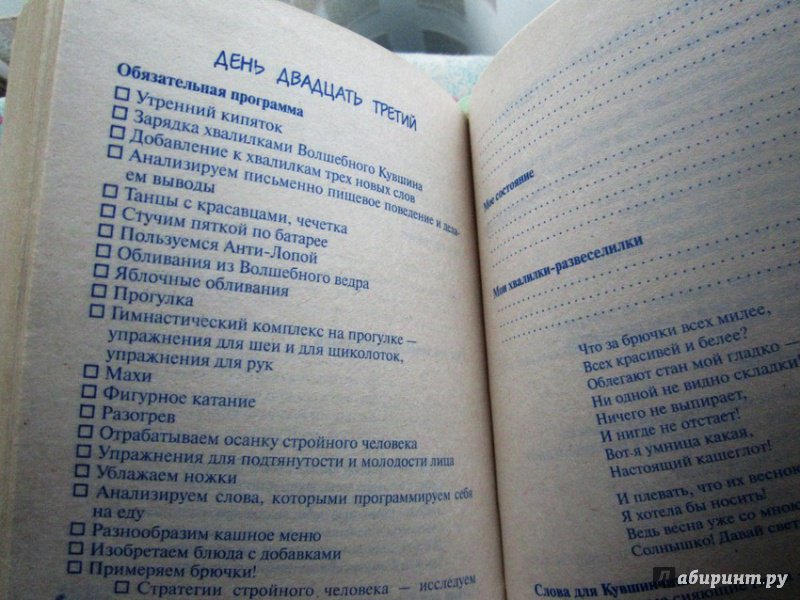 ДЕНЬ ДВАДЦАТЬ ТРЕТИЙ
Обязательная программа
Утренний кипяток
Зарядка хвалилками Волшебного Кувшина
Добавление к хвалилкам трех новых слов
Анализируем письменно пищевое поведение и дела-
ем выводы
Танцы с красавцами, чечетка
Стучим пяткой по батарее
Пользуемся Анти-Лопой
Обливания из Волшебного ведра
Яблочные обливания
Прогулка
Гимнастический комплекс на прогулке —
упражнения для шеи и для щиколоток,
упражнения для рук
Махи
Фигурное катание
Разогрев
Отрабатываем осанку стройного человека
Упражнения для подтянутости и молодости лица
Ублажаем ножки
Анализируем слова, которыми программируем себя
на еду
Разнообразим кашное меню
Изобретаем блюда с добавками
Примеряем брючки!
Стратегии стройного человека — исследуем
Мое состояние
Мои хвалилки-развеселилки
Что за брючки всех милее,
Всех красивей и белее?
Облегают стан мой гладко —
Ни одной не видно складки!
Ничего не выпирает,
И нигде не отстает!
Вот-я умница какая,
Настоящий кашеглот!
И плевать, что их весною
Я хотела бы носить!
Ведь весна уже со мною
Солнышко! Давай свет
Слова для Кувшина
Лабиринт.ру